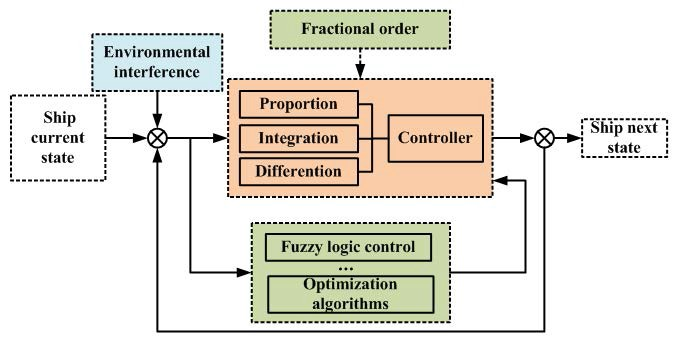 Fractional order
Environmental
interference
Ship
current
state
Proportion
Integration
Differention
Controller
Ship next
state
Fuzzy logic control
...
Optimization
algorithms